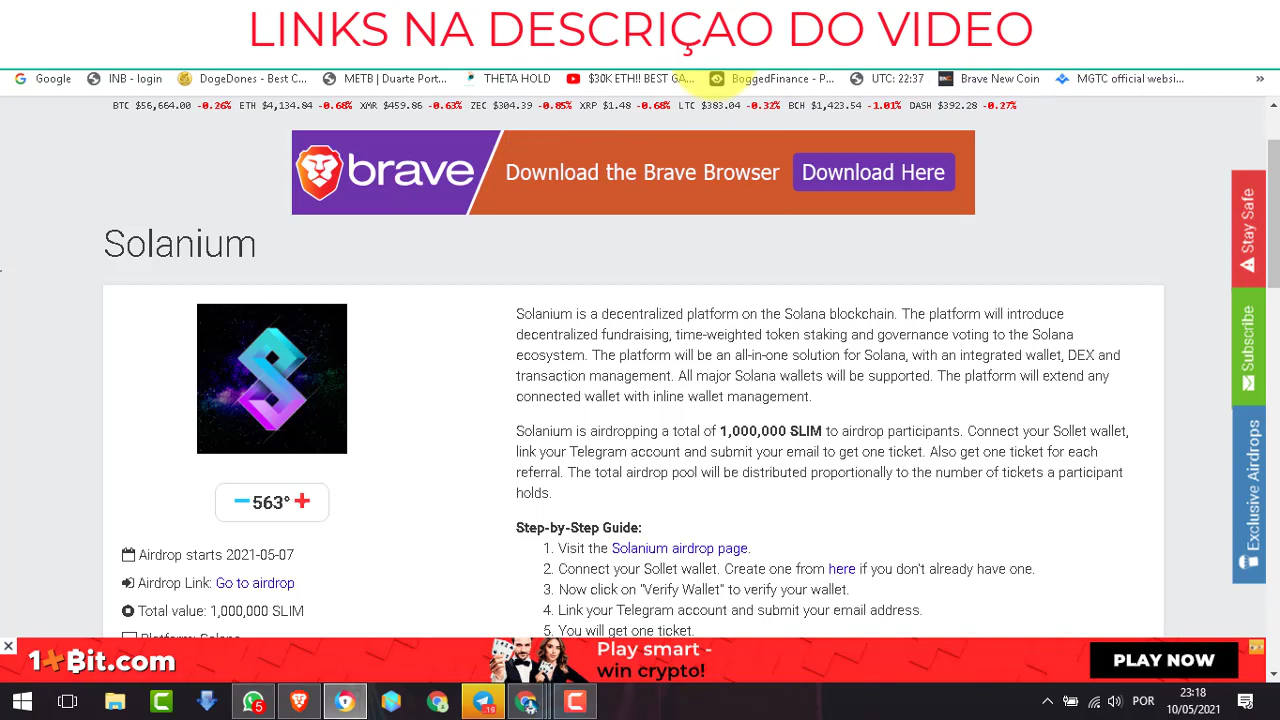 LINKS NA DESCRIÇAO DO VIDEO
Google INB - login DogeDones - Best C... METB | Duarte Port... THETA HOLD $30K ETH!! BEST GA... BoggedFinance - P... UTC: 22:37 Brave New Coin MGTC official websi... »
BTC $56,664.00 -0.26% ETH $4,134.84 -0.68% XMR $459.86 -0.63% ZEC $304.39 -0.85% XRP $1.48 -0.68% LTC $383.04 -0.32% BCH $1,423.54 -1.01% DASH $392.28 -0.27%
brave Download the Brave Browser Download Here
Solanium
Solanium is a decentralized platform on the Solana blockchain. The platform will introduce
decentralized fundraising, time-weighted token staking and governance voting to the Solana
ecosystem. The platform will be an all-in-one solution for Solana, with an integrated wallet, DEX and
transaction management. All major Solana wallets will be supported. The platform will extend any
connected wallet with inline wallet management.
Solanium is airdropping a total of 1,000,000 SLIM to airdrop participants. Connect your Sollet wallet,
link your Telegram account and submit your email to get one ticket. Also get one ticket for each
referral. The total airdrop pool will be distributed proportionally to the number of tickets a participant
holds.
Step-by-Step Guide:
1. Visit the Solanium airdrop page.
2. Connect your Sollet wallet. Create one from here if you don't already have one.
3. Now click on "Verify Wallet" to verify your wallet.
4. Link your Telegram account and submit your email address.
5. You will get one ticket.
563°
Airdrop starts 2021-05-07
Airdrop Link: Go to airdrop
Total value: 1,000,000 SLIM
Platform: Solana
Stay Safe
Subscribe
Exclusive Airdrops
1Bit.com
Play smart -
win crypto!
PLAY NOW
5
19
POR
23:18
10/05/2021